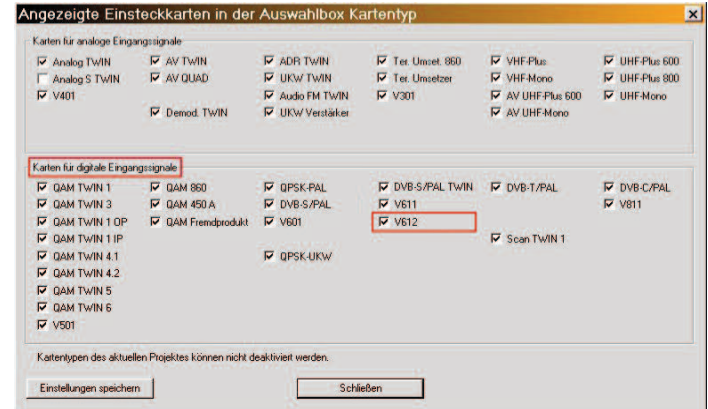 Angezeigte Einsteckkarten in der Auswahlbox Kartentyp
Karten für analoge Eingangssignale
Analog TWIN AV TWIN ADR TWIN Ter. Umset. 860 VHF-Plus UHF-Plus 600
Analog S TWIN AV QUAD UKW TWIN Ter. Umsetzer VHF-Mono UHF-Plus 800
V401 Audio FM TWIN V301 AV UHF-Plus 600 UHF-Mono
Demod. TWIN UKW Verstärker AV UHF-Mono
Karten für digitale Eingangssignale
QAM TWIN 1 QAM 860 QPSK-PAL DVB-S/PAL TWIN DVB-T/PAL DVB-C/PAL
QAM TWIN 3 QAM 450 A DVB-S/PAL V611 V811
QAM TWIN 1 OP QAM Fremdprodukt V601 V612
QAM TWIN 1 IP Scan TWIN 1
QAM TWIN 4.1 QPSK-UKW
QAM TWIN 4.2
QAM TWIN 5
QAM TWIN 6
V501
Kartentypen des aktuellen Projektes können nicht deaktiviert werden.
Einstellungen speichern Schließen